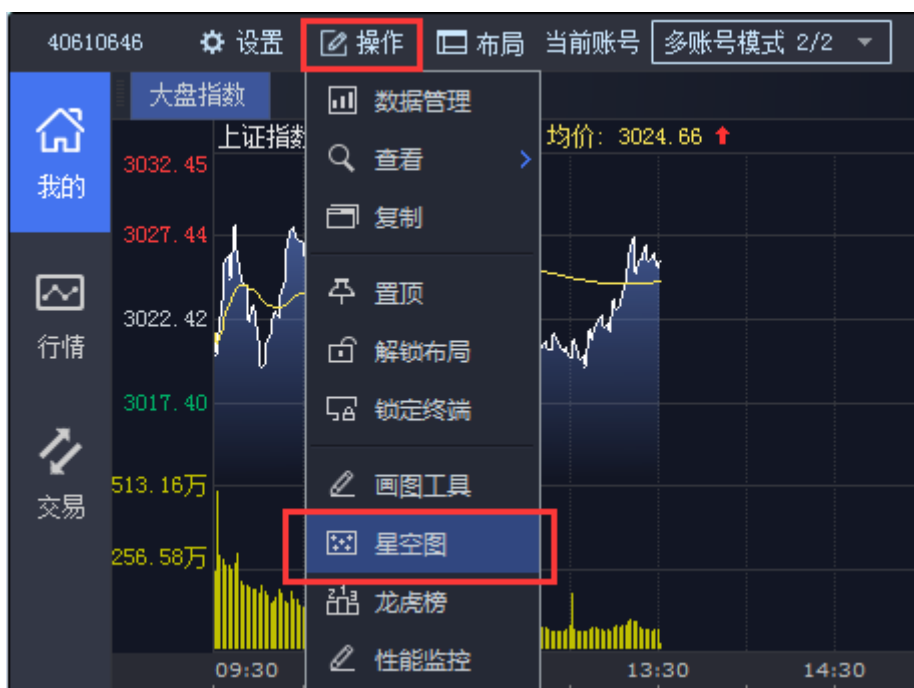 40610646 设置 操作 布局 当前账号 多账号模式 2/2
大盘指数
上证指数
均价: 3024.66
我的
行情
交易
3032.45
3027.44
3022.42
3017.40
513.16万
256.58万
数据管理
查看
复制
置顶
解锁布局
锁定终端
画图工具
星空图
龙虎榜
性能监控
09:30 13:30 14:30